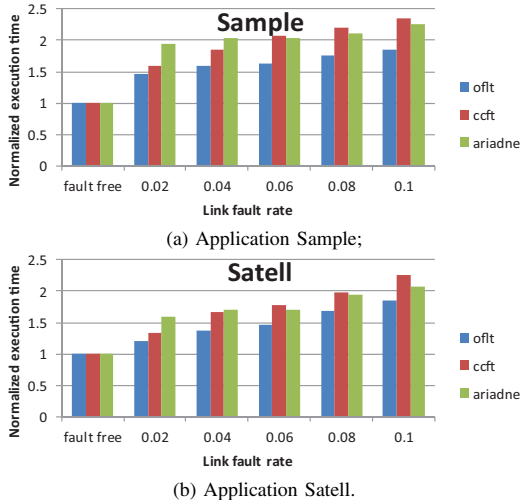 Sample
Normalized execution time
2.5
2
1.5
1
0.5
0
fault free 0.02 0.04 0.06 0.08 0.1
Link fault rate
oflt
ccft
ariadne
(a) Application Sample;
Satell
Normalized execution time
2.5
2
1.5
1
0.5
0
fault free 0.02 0.04 0.06 0.08 0.1
Link fault rate
oflt
ccft
ariadne
(b) Application Satell.